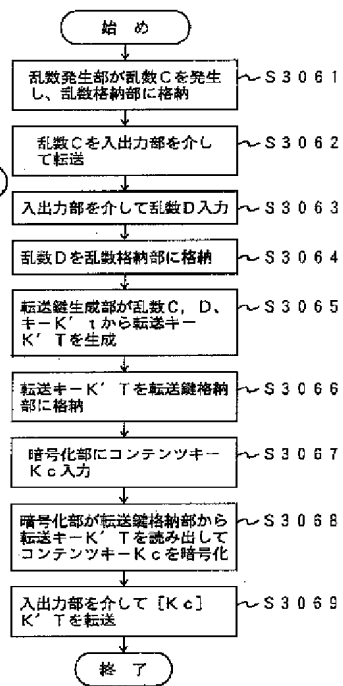 始 め
乱数発生部が乱数Cを発生
し、乱数格納部に格納
S3061
乱数Cを入出力部を介し
て転送
S3062
入出力部を介して乱数D入力
S3063
乱数Dを乱数格納部に格納
S3064
転送鍵生成部が乱数C，D、
キーK′tから転送キー
K′Tを生成
S3065
転送キーK′Tを転送鍵格納
部に格納
S3066
暗号化部にコンテンツキー
Kc入力
S3067
暗号化部が転送鍵格納部から
転送キーK′Tを読み出して
コンテンツキーKcを暗号化
S3068
入出力部を介して［Kc］
K′Tを転送
S3069
終 了